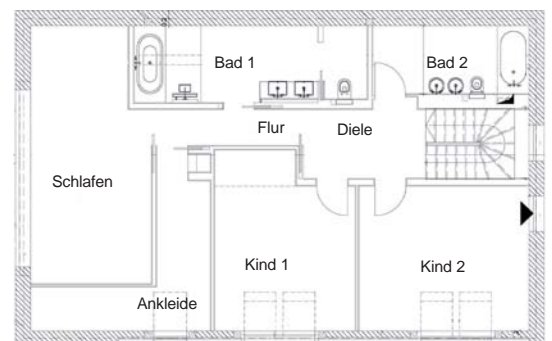 Bad 1
Bad 2
Flur
Diele
Schlafen
Kind 1
Kind 2
Ankleide